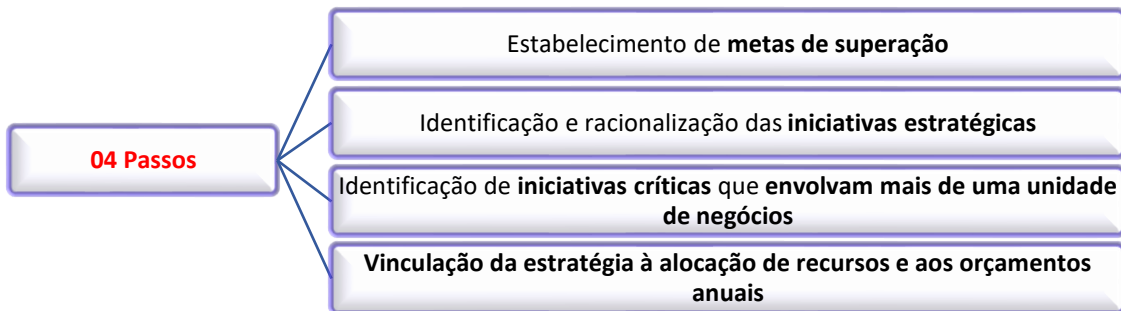 Estabelecimento de metas de superação
Identificação e racionalização das iniciativas estratégicas
04 Passos
Identificação de iniciativas críticas que envolvam mais de uma unidade
de negócios
Vinculação da estratégia à alocação de recursos e aos orçamentos
anuais